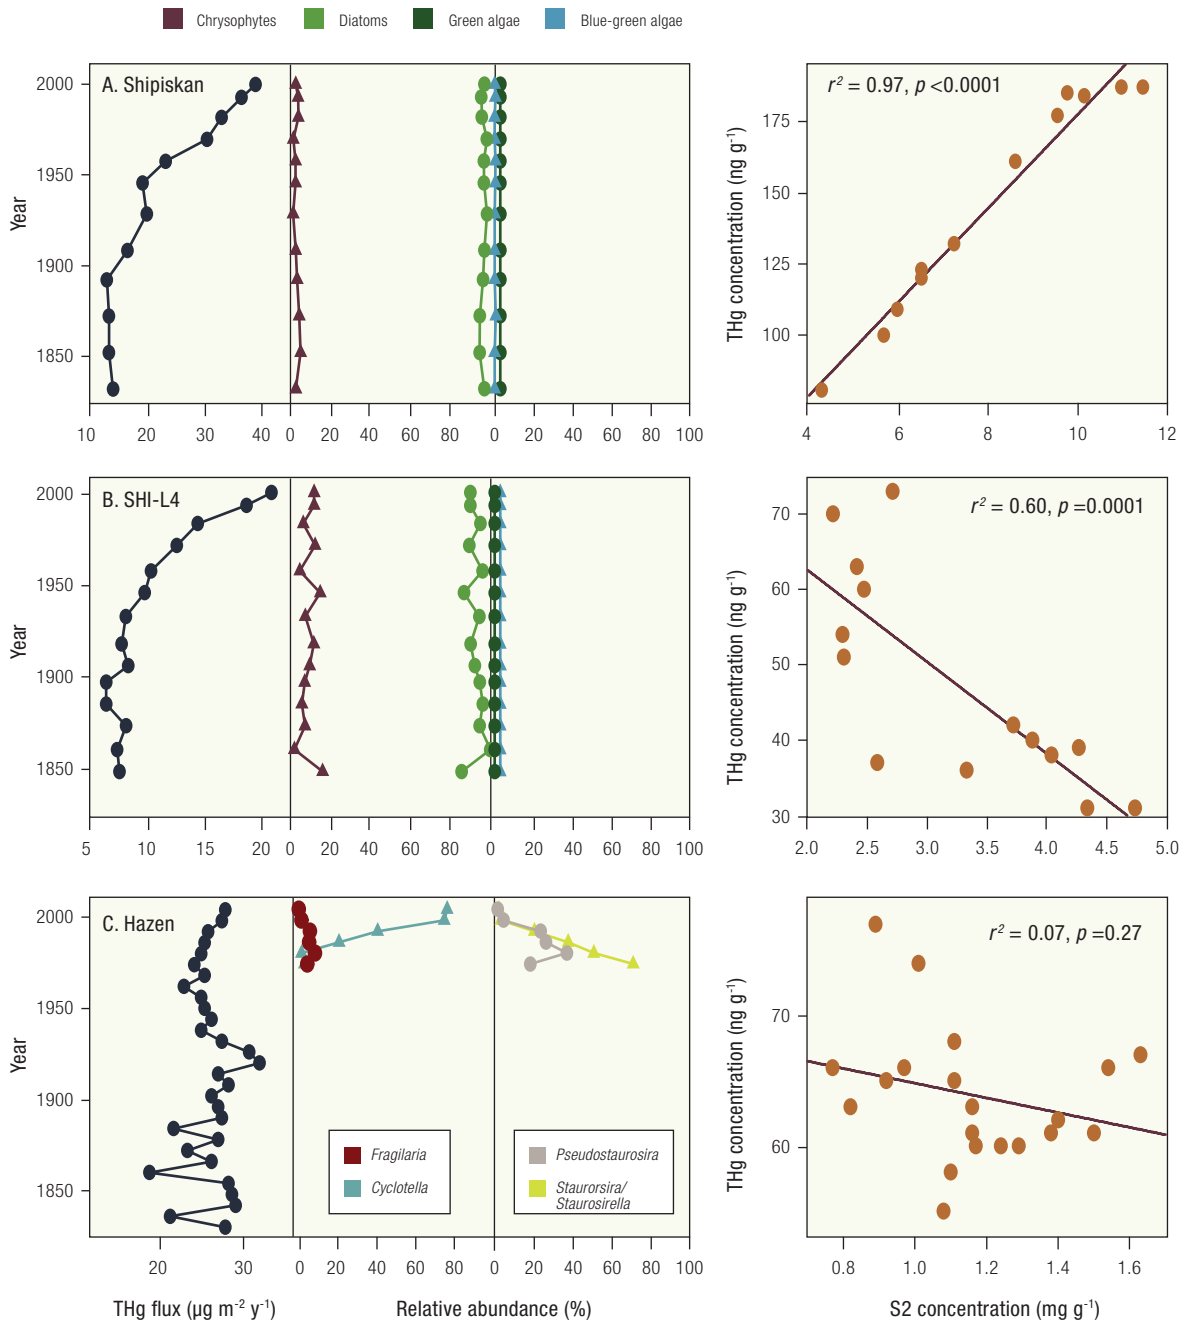 Chrysophytes Diatoms Green algae Blue-green algae
A. Shipiskan
Year
2000
1950
1900
1850
10 20 30 40 0 20 40 60 80 0 20 40 60 80 100
r² = 0.97, p <0.0001
THg concentration (ng g⁻¹)
175
150
125
100
4 6 8 10 12
B. SHI-L4
Year
2000
1950
1900
1850
5 10 15 20 0 20 40 60 80 0 20 40 60 80 100
r² = 0.60, p =0.0001
THg concentration (ng g⁻¹)
70
60
50
40
30
2.0 2.5 3.0 3.5 4.0 4.5 5.0
C. Hazen
Year
2000
1950
1900
1850
Fragilaria
Cyclotella
Pseudostaurosira
Staurorsira/
Staurosirella
20 30 0 20 40 60 80 0 20 40 60 80 100
THg flux (µg m⁻² y⁻¹)
Relative abundance (%)
r² = 0.07, p =0.27
THg concentration (ng g⁻¹)
70
60
0.8 1.0 1.2 1.4 1.6
S2 concentration (mg g⁻¹)